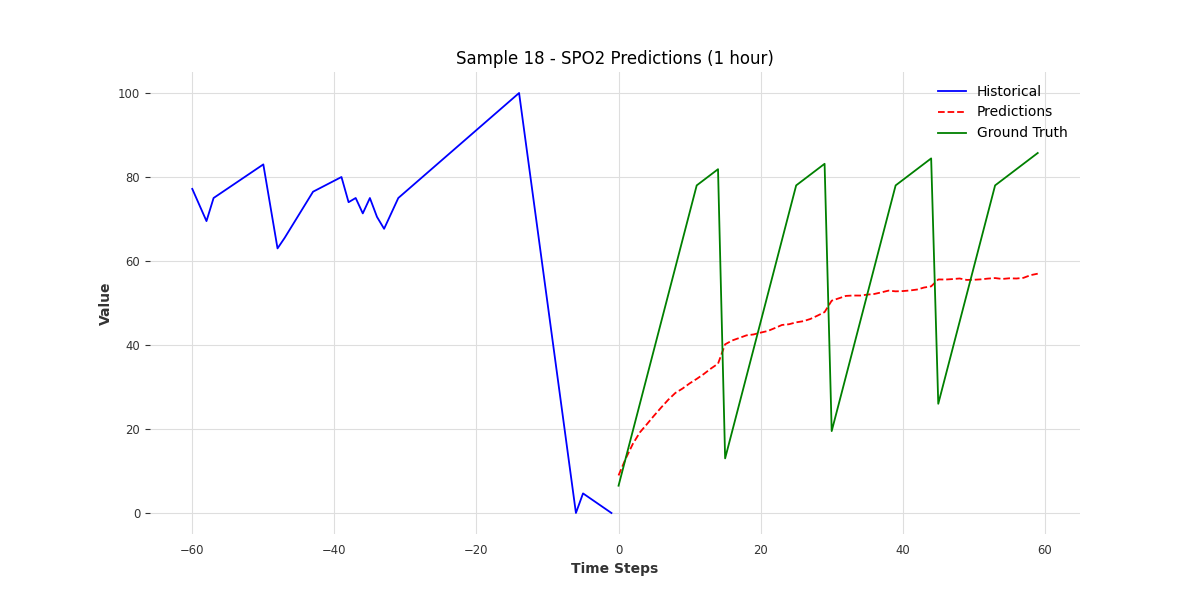 Sample 18 - SPO2 Predictions (1 hour)
Historical
Predictions
Ground Truth
Value
100
80
60
40
20
0
−60
−40
−20
0
20
40
60
Time Steps